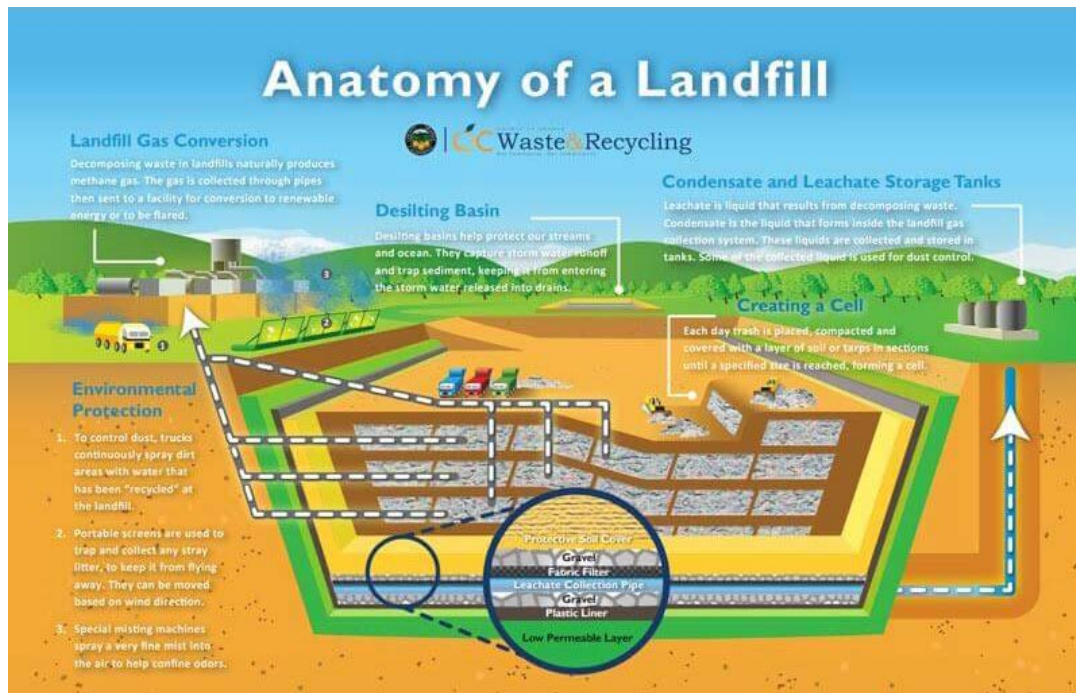 Anatomy of a Landfill
OC Waste&Recycling
Landfill Gas Conversion
Decomposing waste in landfills naturally produces
methane gas. The gas is collected through pipes
then sent to a facility for conversion to renewable
energy or to be flared.
Desilting Basin
Desilting basins help protect our streams
and ocean. They capture storm water runoff
and trap sediment, keeping it from entering
the storm water released into drains.
Condensate and Leachate Storage Tanks
Leachate is liquid that results from decomposing waste.
Condensate is the liquid that forms inside the landfill gas
collection system. These liquids are collected and stored in
tanks. Some of the collected liquid is used for dust control.
Creating a Cell
Each day trash is placed, compacted and
covered with a layer of soil or tarps in sections
until a specified size is reached, forming a cell.
3
2
1
Environmental
Protection
1. To control dust, trucks
continuously spray dirt
areas with water that
has been "recycled" at
the landfill.
2. Portable screens are used to
trap and collect any stray
litter, to keep it from flying
away. They can be moved
based on wind direction.
3. Special misting machines
spray a very fine mist into
the air to help confine odors.
Protective Soil Cover
Gravel
Fabric Filter
Leachate Collection Pipe
Gravel
Plastic Liner
Low Permeable Layer